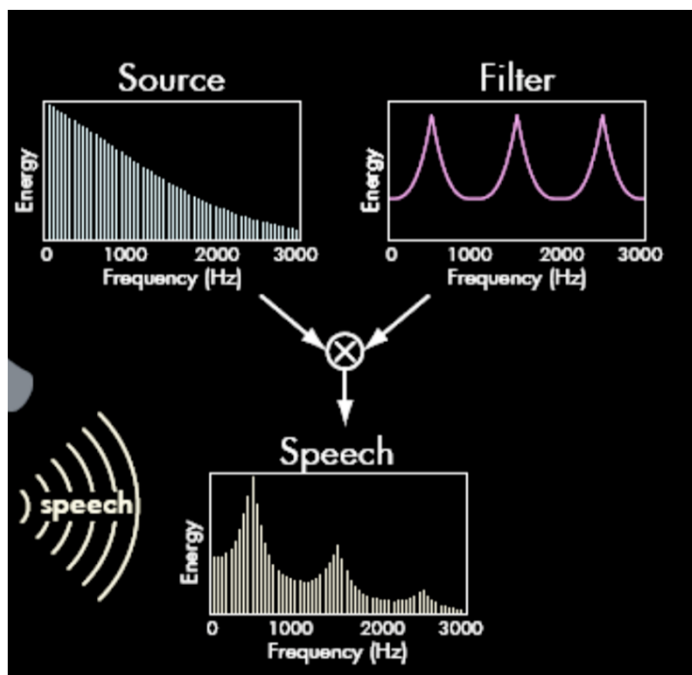 Source
Energy
0 1000 2000 3000
Frequency (Hz)
Filter
Energy
0 1000 2000 3000
Frequency (Hz)
speech
Speech
Energy
0 1000 2000 3000
Frequency (Hz)